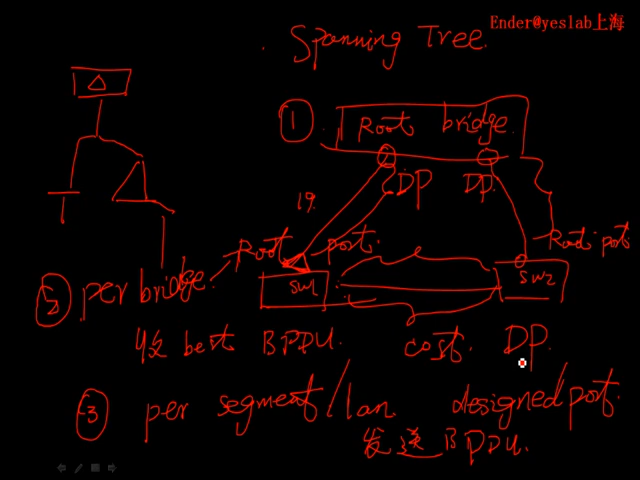 Ender@yeslab上海
Spanning Tree
① Root bridge
DP DP
19
Root port Root port
② per bridge
SW1 SW2
收 best BPDU. cost. DP.
③ per segment/lan designed port.
发送 BPDU.